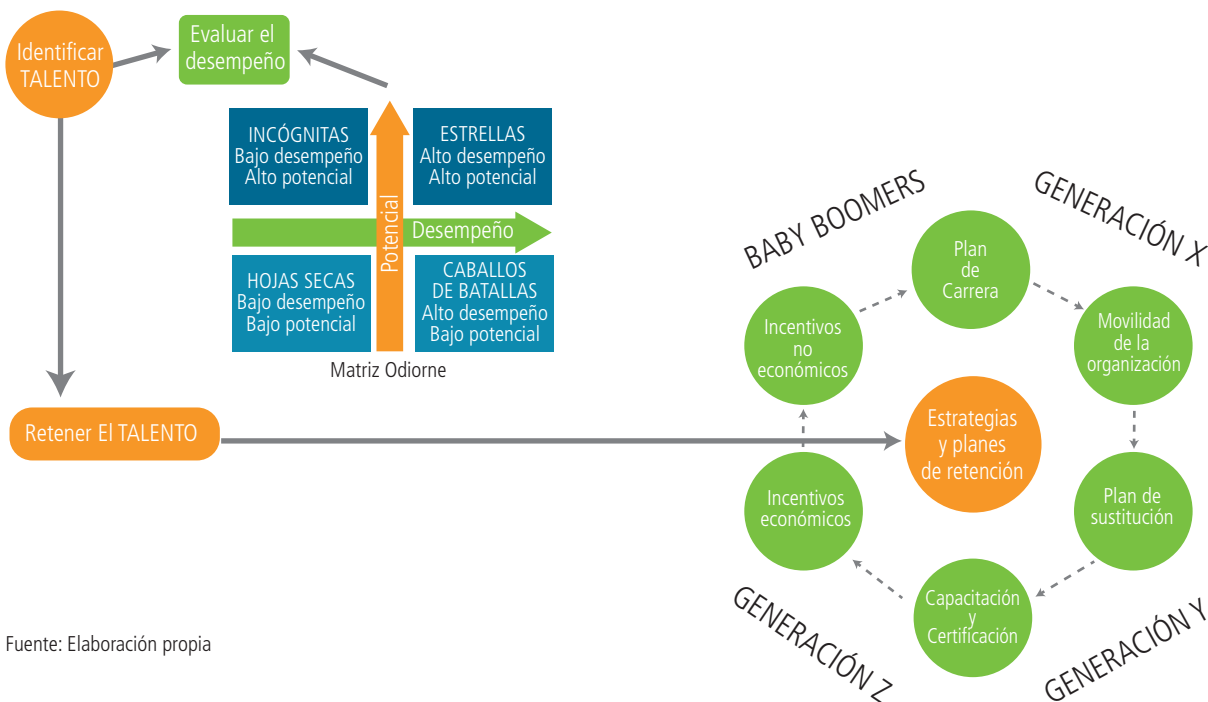 Identificar
TALENTO
Evaluar el
desempeño
INCÓGNITAS
Bajo desempeño
Alto potencial
ESTRELLAS
Alto desempeño
Alto potencial
Potencial
Desempeño
HOJAS SECAS
Bajo desempeño
Bajo potencial
CABALLOS
DE BATALLAS
Alto desempeño
Bajo potencial
Matriz Odiorne
Retener El TALENTO
BABY BOOMERS
GENERACIÓN X
Plan
de
Carrera
Incentivos
no
económicos
Movilidad
de la
organización
Estrategias
y planes
de retención
Incentivos
económicos
Plan de
sustitución
Capacitación
y
Certificación
GENERACIÓN Z
GENERACIÓN Y
Fuente: Elaboración propia